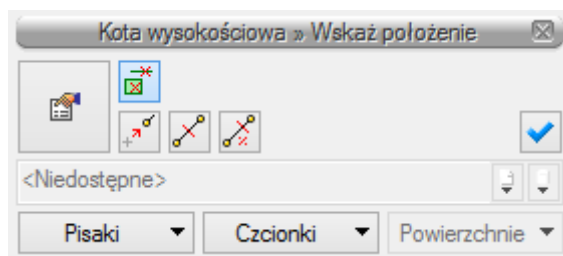 Kota wysokościowa » Wskaż położenie
<Niedostępne>
Pisaki Czcionki Powierzchnie